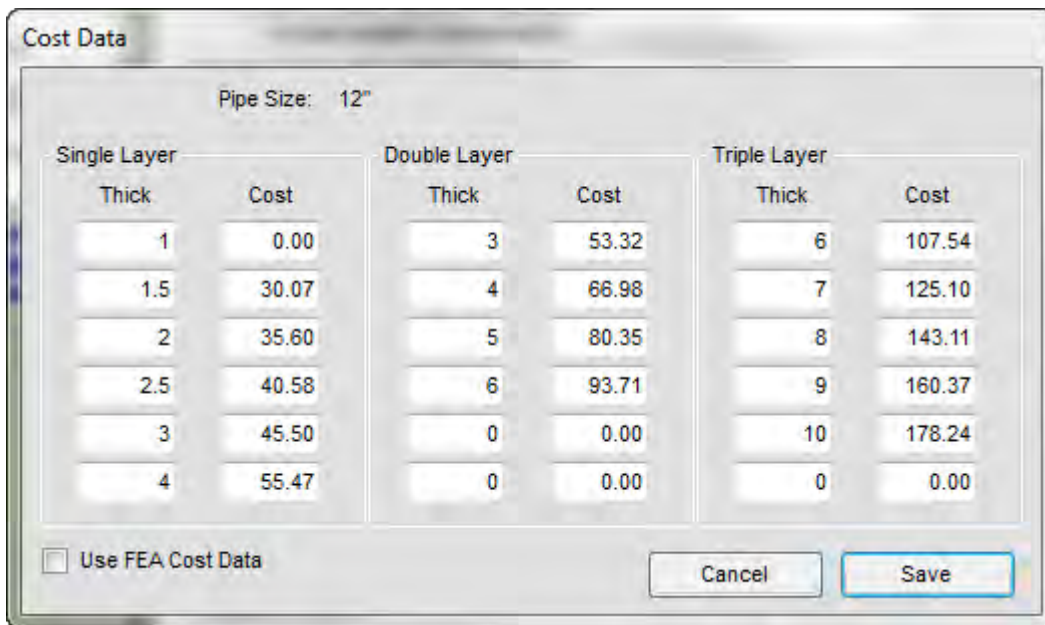 Cost Data
Pipe Size: 12"
Single Layer Double Layer Triple Layer
Thick Cost Thick Cost Thick Cost
1 0.00 3 53.32 6 107.54
1.5 30.07 4 66.98 7 125.10
2 35.60 5 80.35 8 143.11
2.5 40.58 6 93.71 9 160.37
3 45.50 0 0.00 10 178.24
4 55.47 0 0.00 0 0.00
Use FEA Cost Data Cancel Save